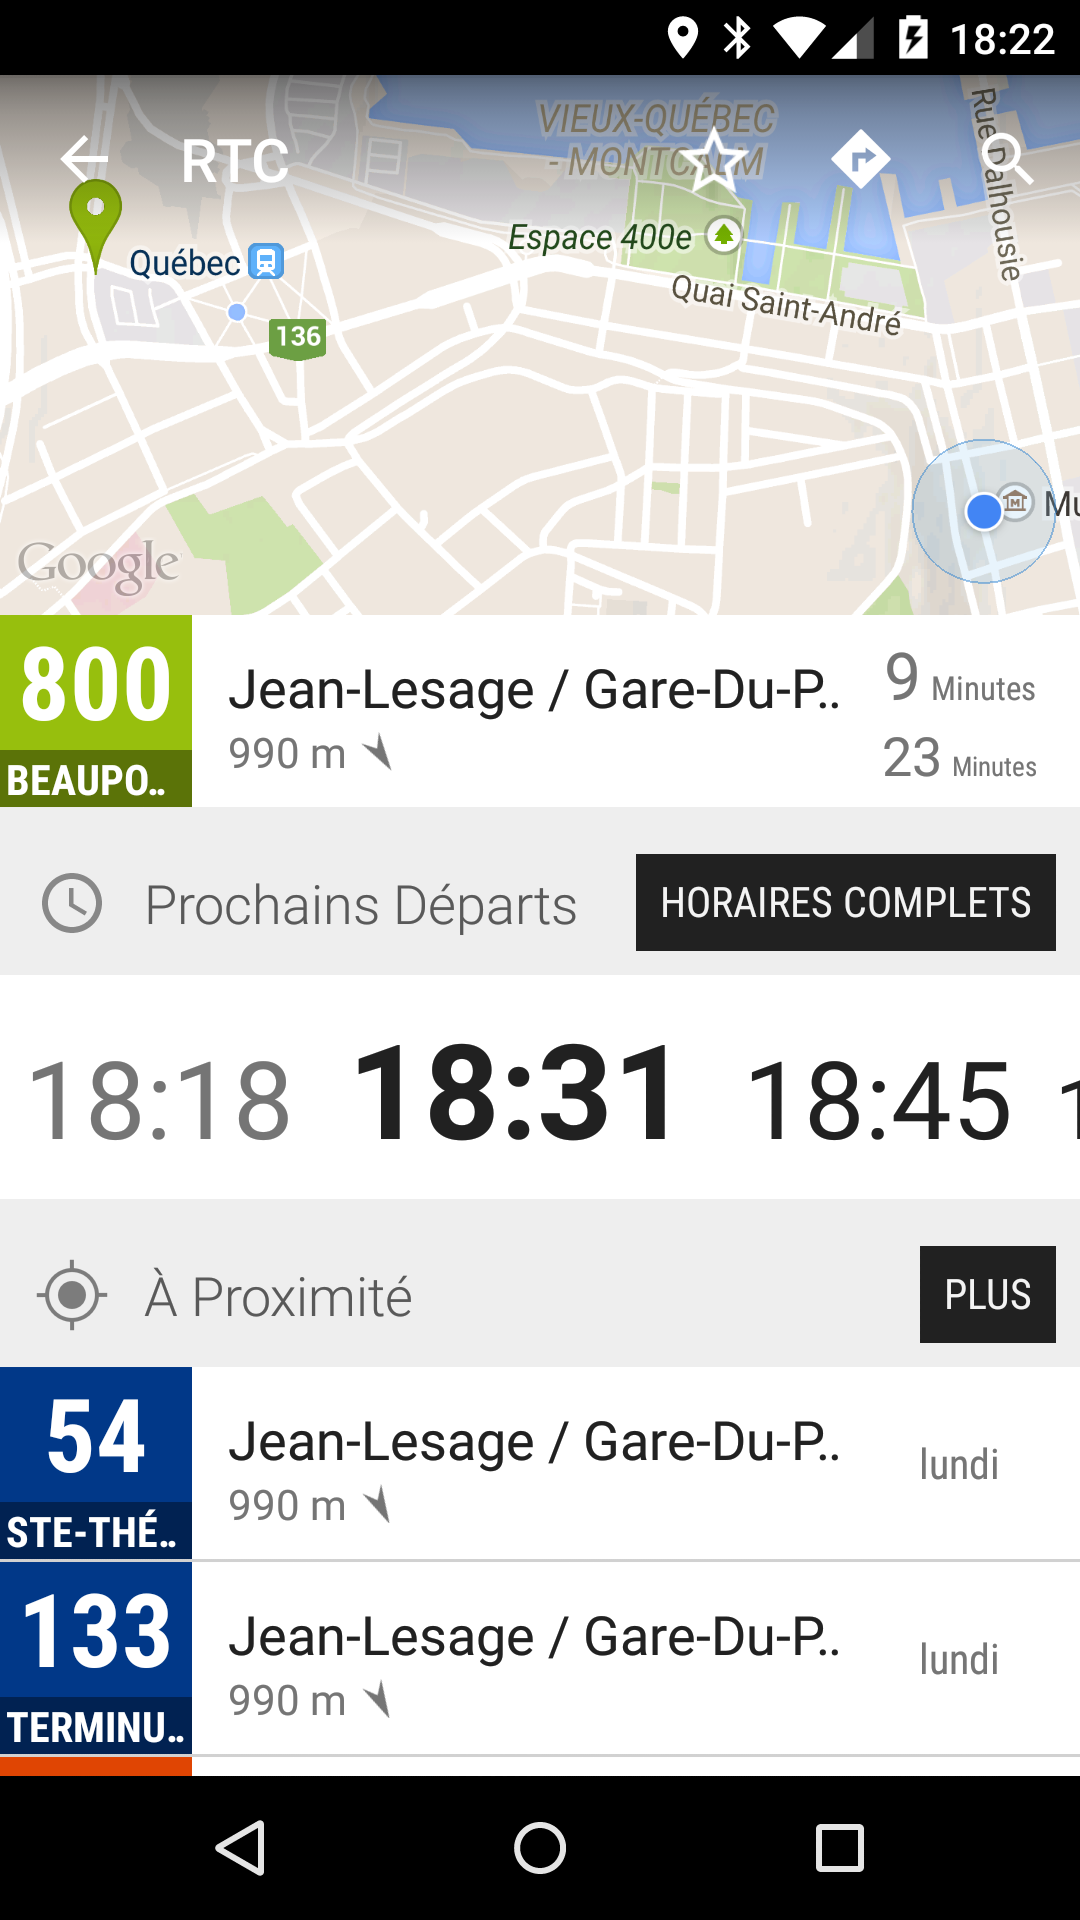 18:22
RTC
VIEUX-QUÉBEC
- MONTCALM
Rue Dalhousie
Espace 400e
Québec
Quai Saint-André
136
M
Mu
Google
800
BEAUPO..
Jean-Lesage / Gare-Du-P..
990 m
9 Minutes
23 Minutes
Prochains Départs
HORAIRES COMPLETS
18:18 18:31 18:45 1
À Proximité
PLUS
54
STE-THÉ..
Jean-Lesage / Gare-Du-P..
990 m
lundi
133
TERMINU..
Jean-Lesage / Gare-Du-P..
990 m
lundi